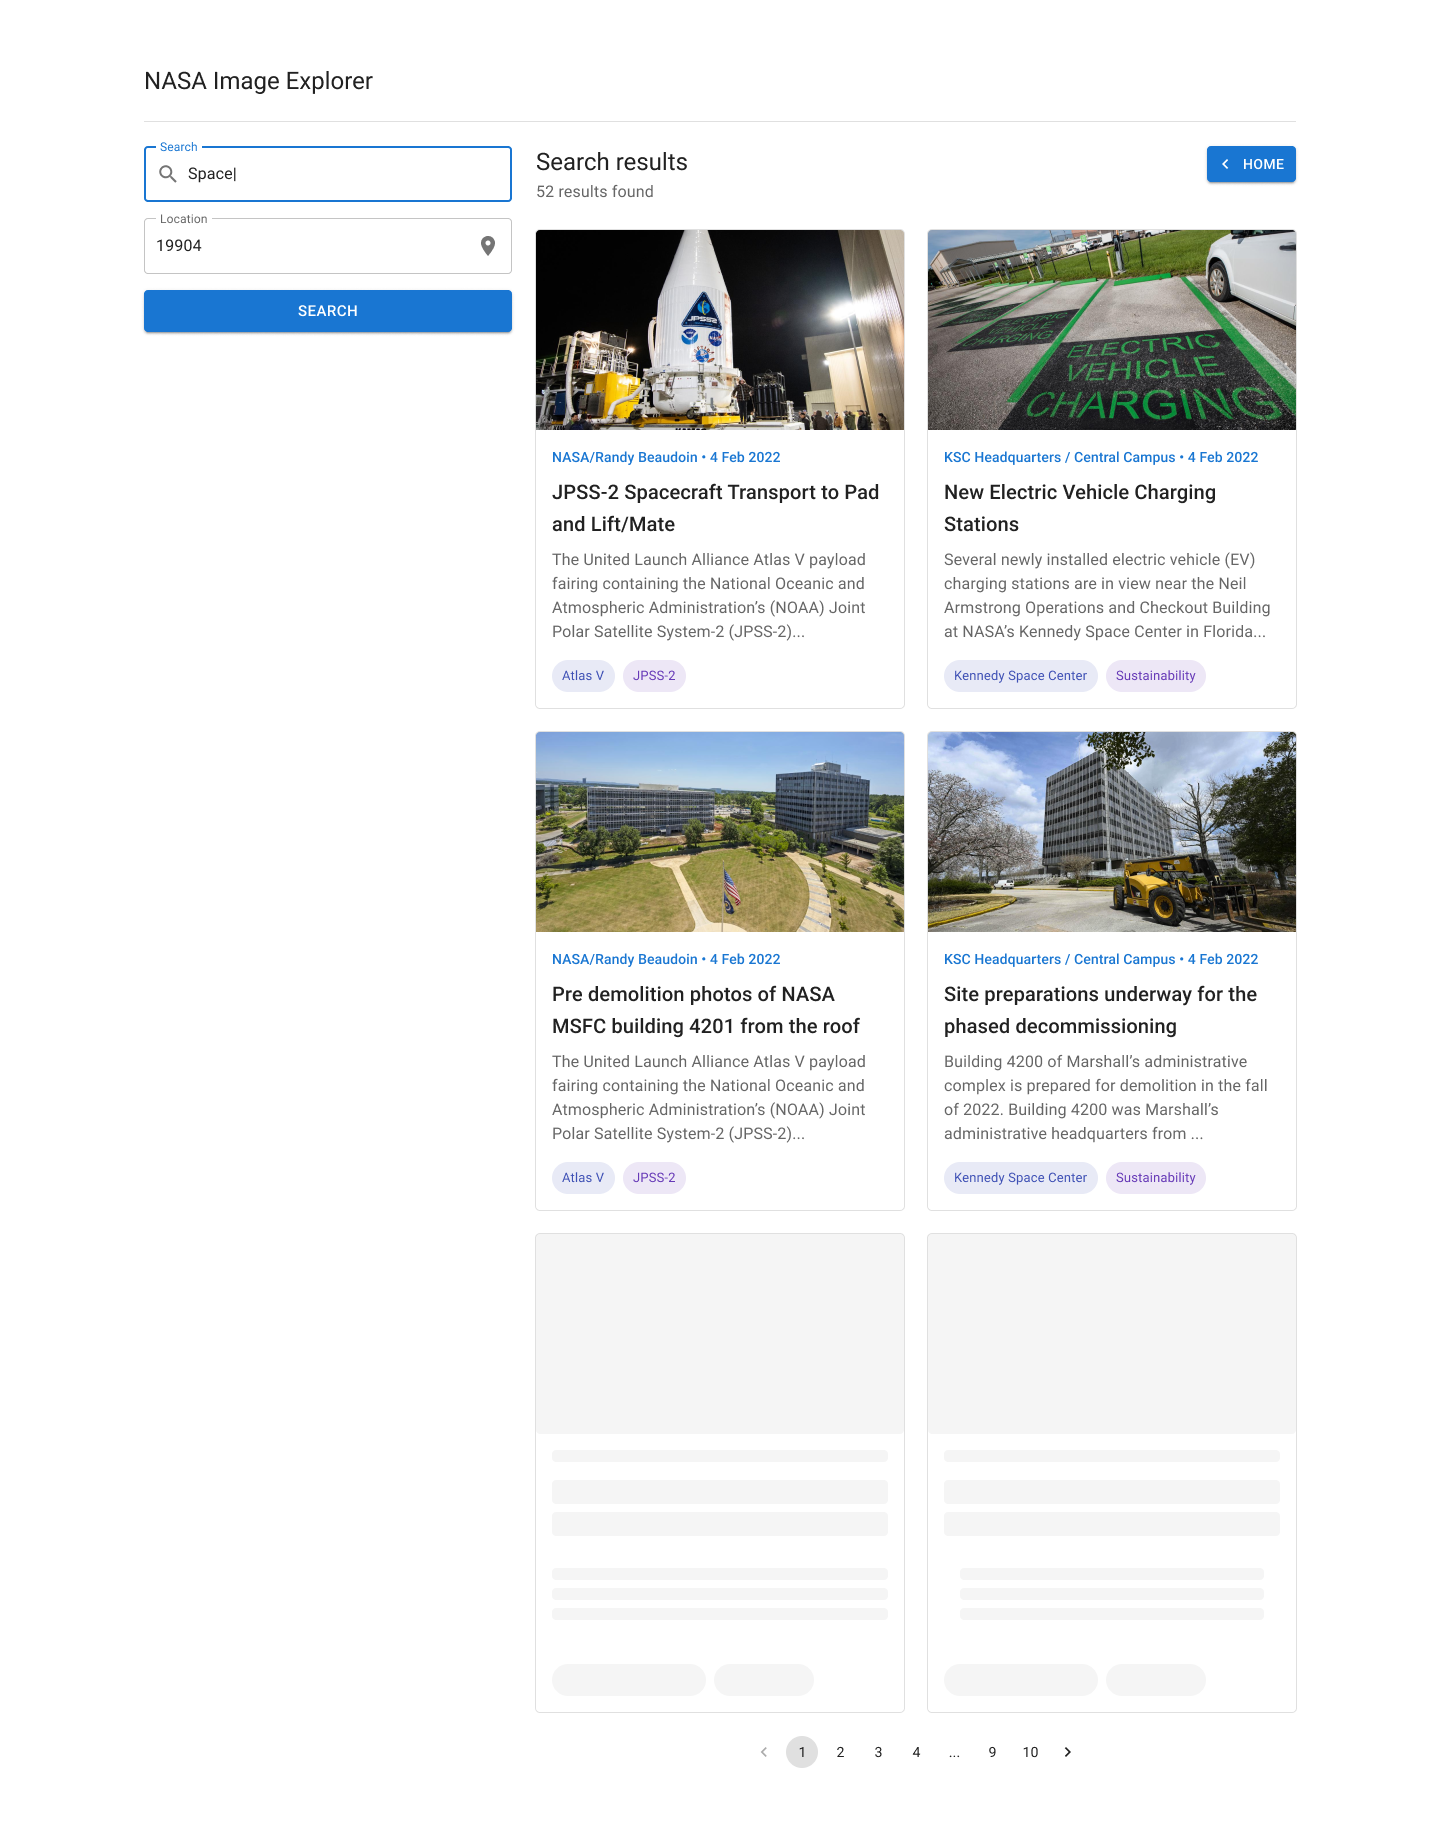 NASA Image Explorer
Search
Space
Location
19904
SEARCH
Search results
52 results found
HOME
JPSS-2
NASA/Randy Beaudoin • 4 Feb 2022
JPSS-2 Spacecraft Transport to Pad
and Lift/Mate
The United Launch Alliance Atlas V payload
fairing containing the National Oceanic and
Atmospheric Administration’s (NOAA) Joint
Polar Satellite System-2 (JPSS-2)...
Atlas V
JPSS-2
VEHICLE
CHARGING
ELECTRIC
VEHICLE
CHARGING
KSC Headquarters / Central Campus • 4 Feb 2022
New Electric Vehicle Charging
Stations
Several newly installed electric vehicle (EV)
charging stations are in view near the Neil
Armstrong Operations and Checkout Building
at NASA’s Kennedy Space Center in Florida...
Kennedy Space Center
Sustainability
NASA/Randy Beaudoin • 4 Feb 2022
Pre demolition photos of NASA
MSFC building 4201 from the roof
The United Launch Alliance Atlas V payload
fairing containing the National Oceanic and
Atmospheric Administration’s (NOAA) Joint
Polar Satellite System-2 (JPSS-2)...
Atlas V
JPSS-2
KSC Headquarters / Central Campus • 4 Feb 2022
Site preparations underway for the
phased decommissioning
Building 4200 of Marshall’s administrative
complex is prepared for demolition in the fall
of 2022. Building 4200 was Marshall’s
administrative headquarters from ...
Kennedy Space Center
Sustainability
1 2 3 4 ... 9 10